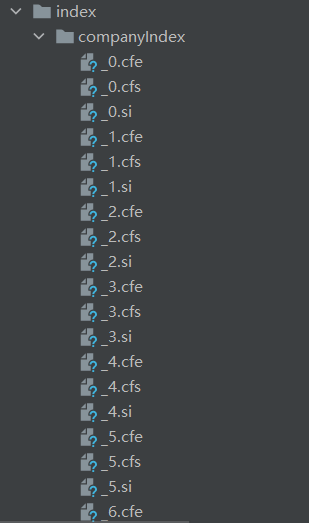 index
companyIndex
_0.cfe
_0.cfs
_0.si
_1.cfe
_1.cfs
_1.si
_2.cfe
_2.cfs
_2.si
_3.cfe
_3.cfs
_3.si
_4.cfe
_4.cfs
_4.si
_5.cfe
_5.cfs
_5.si
_6.cfe